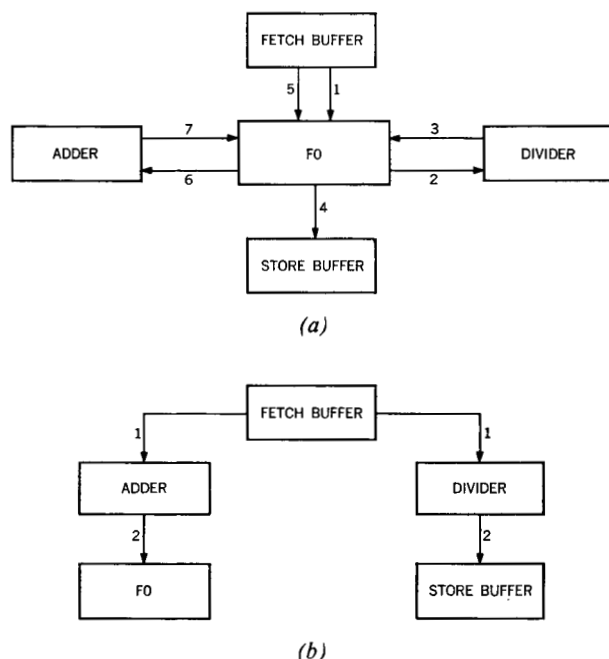 FETCH BUFFER
5 1
ADDER 7 F0 3 DIVIDER
6 2
4
STORE BUFFER
(a)
FETCH BUFFER
1 1
ADDER DIVIDER
2 2
F0 STORE BUFFER
(b)